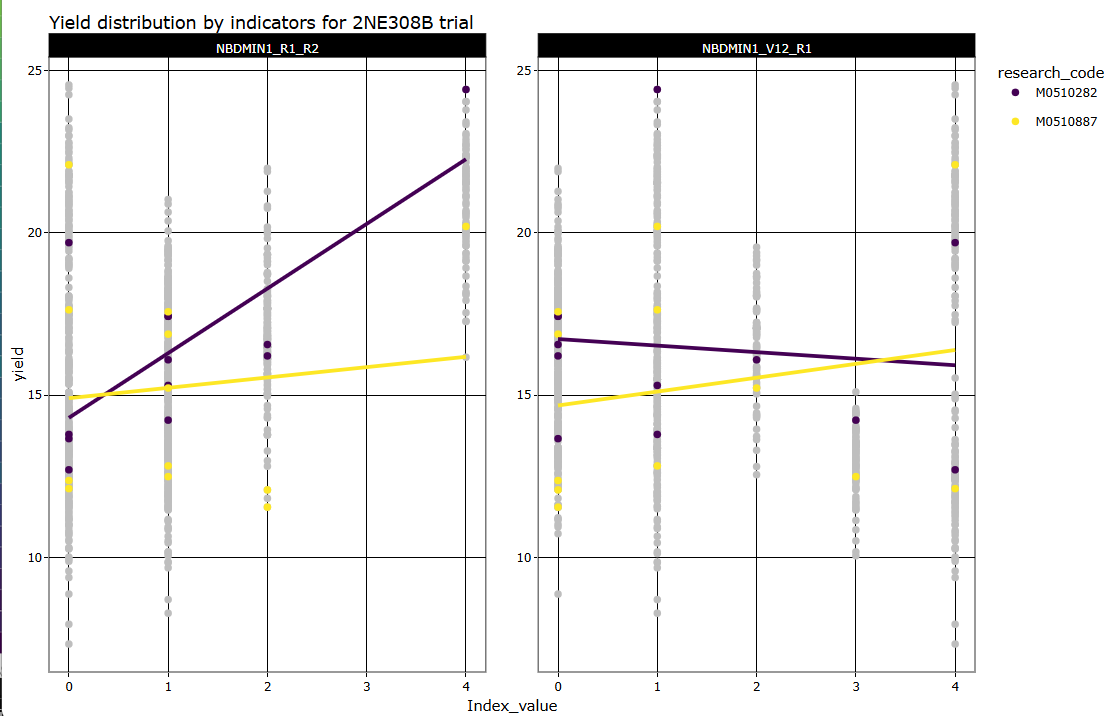 Yield distribution by indicators for 2NE308B trial
NBDMIN1_R1_R2
NBDMIN1_V12_R1
research_code
M0510282
M0510887
yield
25
20
15
10
25
20
15
10
0 1 2 3 4
0 1 2 3 4
Index_value